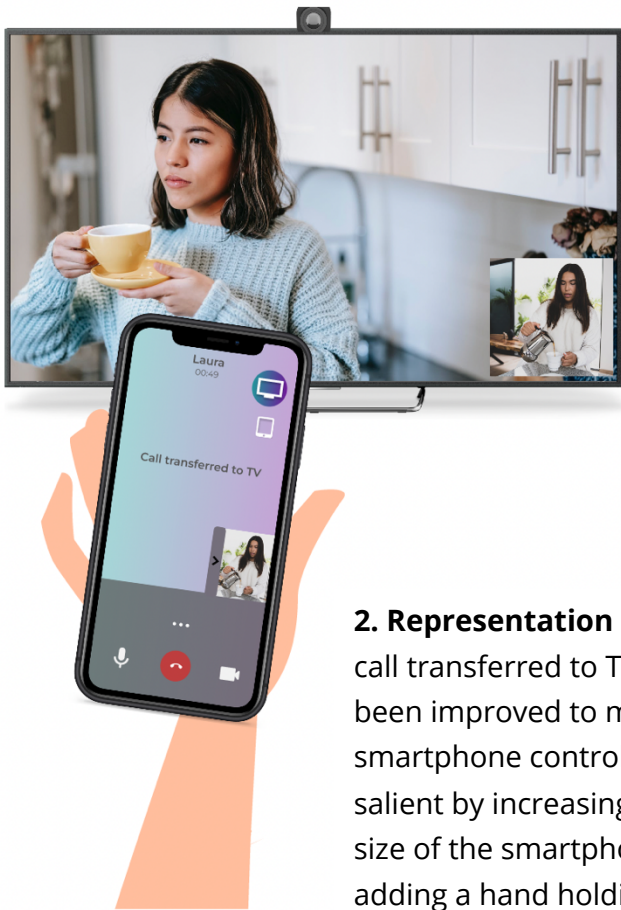 Laura
00:49
Call transferred to TV
2. Representation
call transferred to T
been improved to m
smartphone contro
salient by increasing
size of the smartpho
adding a hand holdi